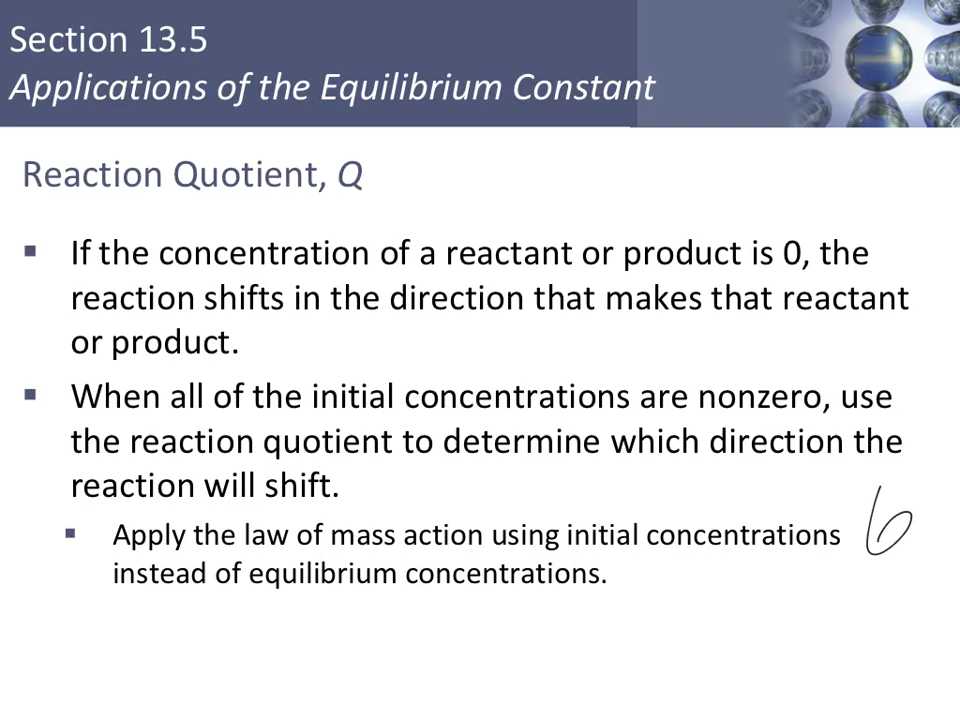 Section 13.5
Applications of the Equilibrium Constant
Reaction Quotient, Q
▪ If the concentration of a reactant or product is 0, the
reaction shifts in the direction that makes that reactant
or product.
▪ When all of the initial concentrations are nonzero, use
the reaction quotient to determine which direction the
reaction will shift.
▪ Apply the law of mass action using initial concentrations
instead of equilibrium concentrations.